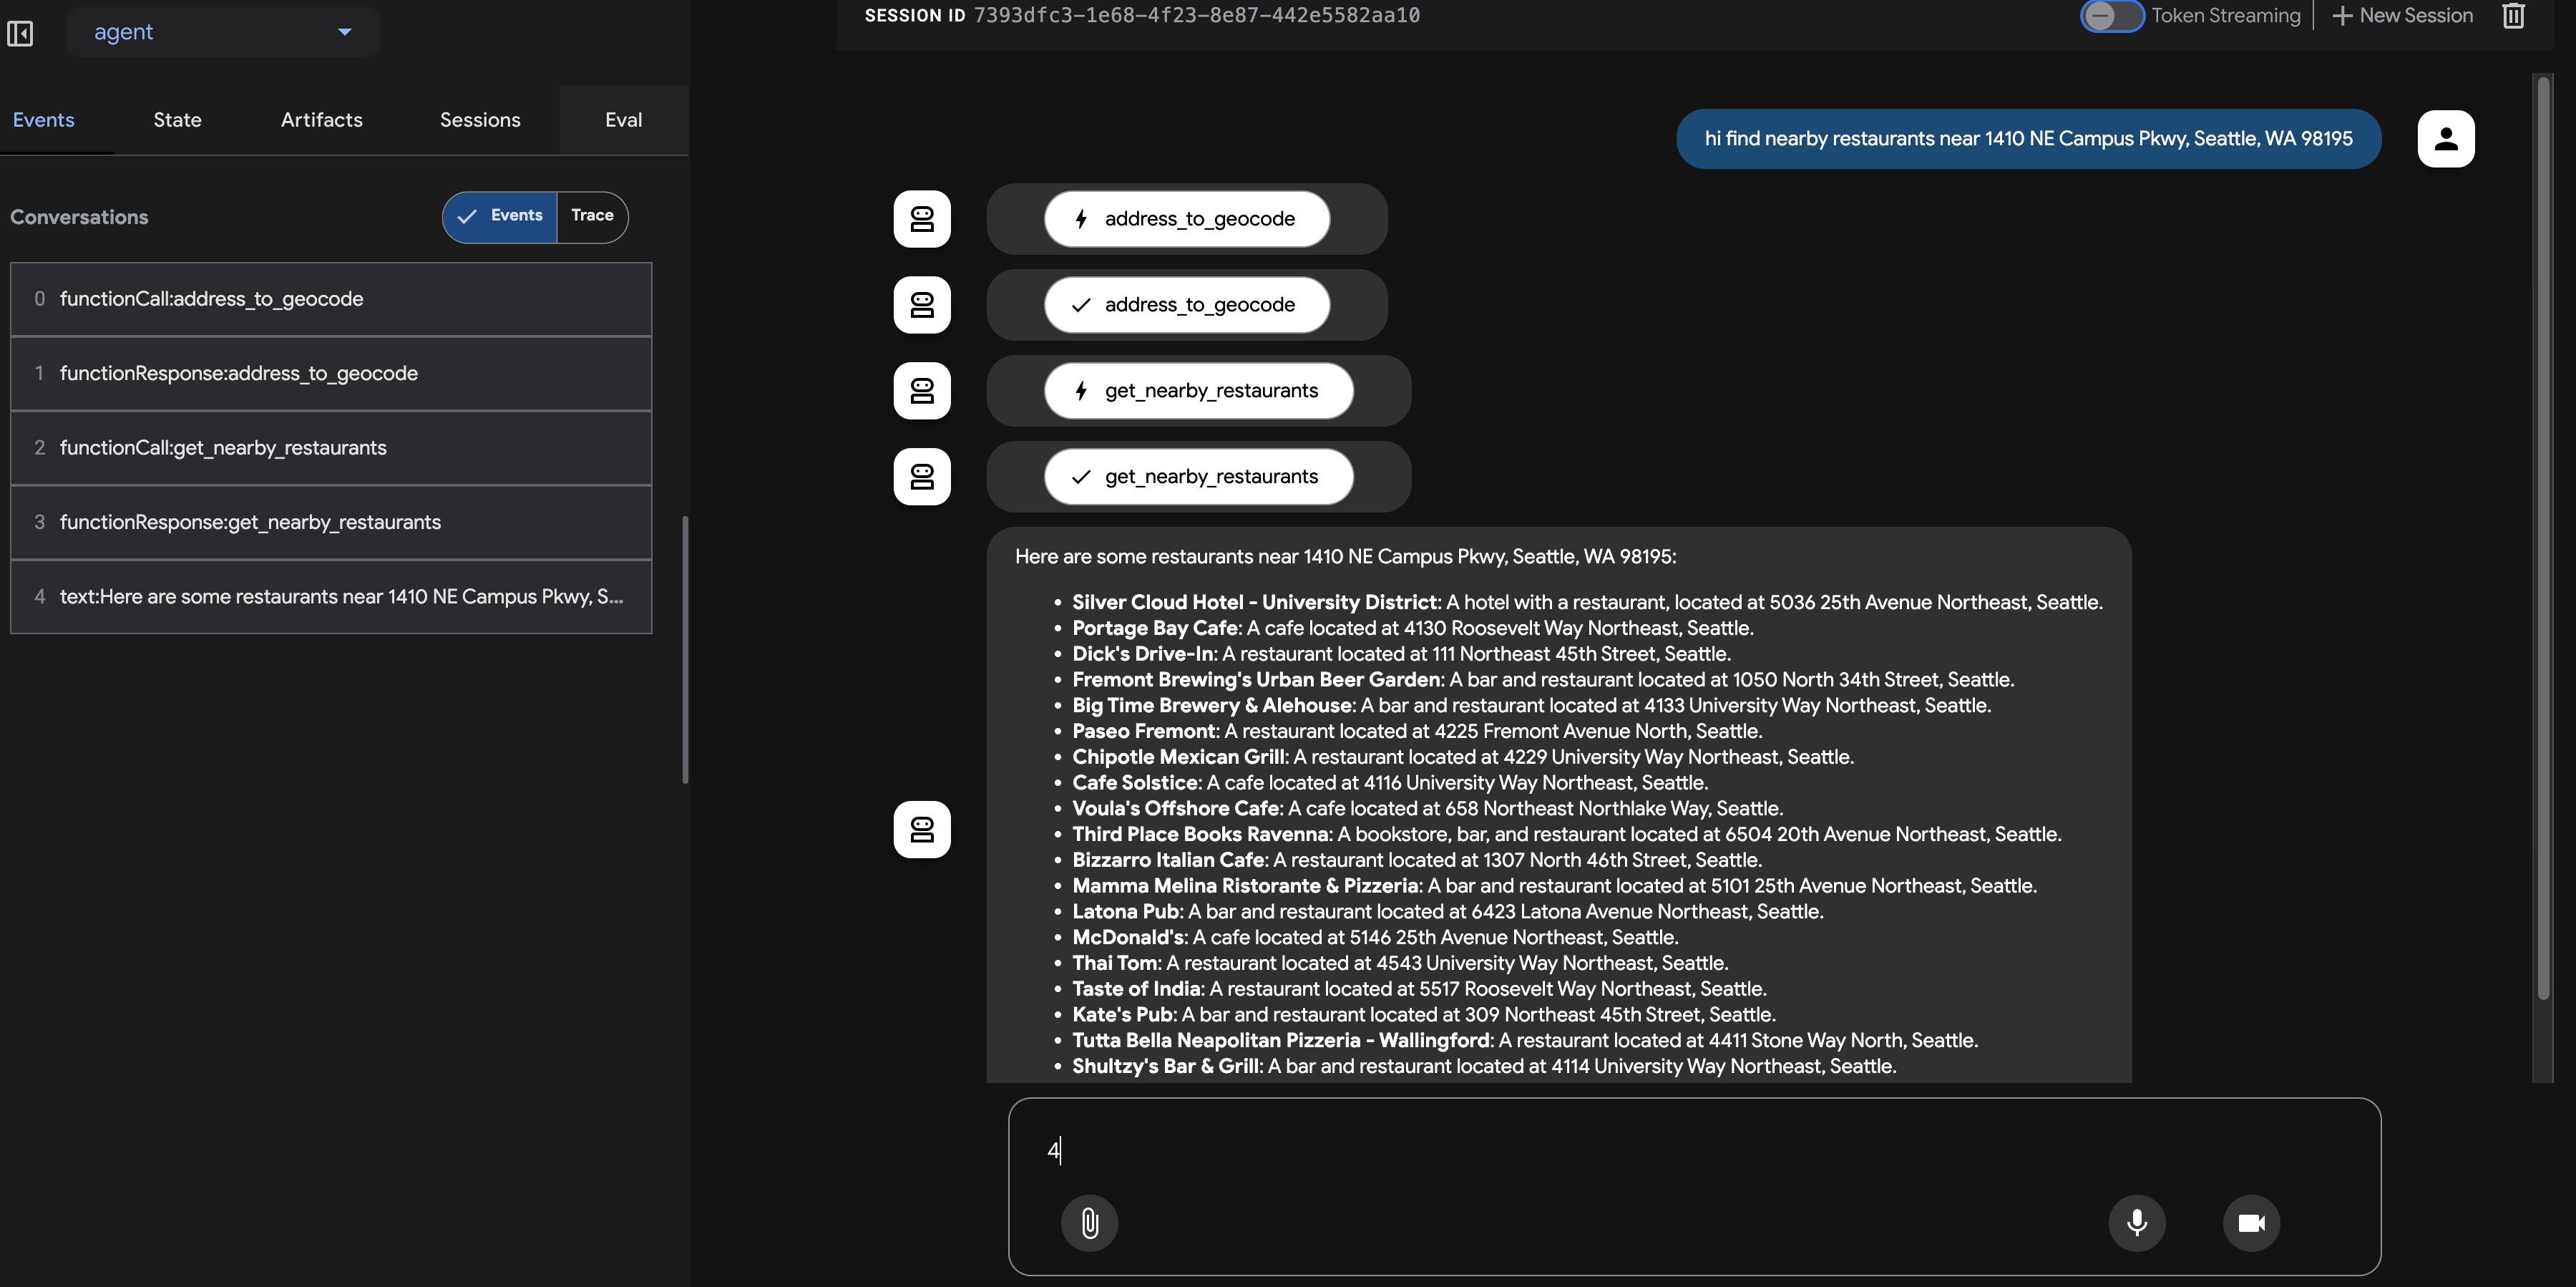 agent
SESSION ID 7393dfc3-1e68-4f23-8e87-442e5582aa10
Token Streaming
New Session
Events
State
Artifacts
Sessions
Eval
Conversations
Events
Trace
0 functionCall:address_to_geocode
1 functionResponse:address_to_geocode
2 functionCall:get_nearby_restaurants
3 functionResponse:get_nearby_restaurants
4 text:Here are some restaurants near 1410 NE Campus Pkwy, S...
hi find nearby restaurants near 1410 NE Campus Pkwy, Seattle, WA 98195
address_to_geocode
address_to_geocode
get_nearby_restaurants
get_nearby_restaurants
Here are some restaurants near 1410 NE Campus Pkwy, Seattle, WA 98195:
• Silver Cloud Hotel - University District: A hotel with a restaurant, located at 5036 25th Avenue Northeast, Seattle.
• Portage Bay Cafe: A cafe located at 4130 Roosevelt Way Northeast, Seattle.
• Dick's Drive-In: A restaurant located at 111 Northeast 45th Street, Seattle.
• Fremont Brewing's Urban Beer Garden: A bar and restaurant located at 1050 North 34th Street, Seattle.
• Big Time Brewery & Alehouse: A bar and restaurant located at 4133 University Way Northeast, Seattle.
• Paseo Fremont: A restaurant located at 4225 Fremont Avenue North, Seattle.
• Chipotle Mexican Grill: A restaurant located at 4229 University Way Northeast, Seattle.
• Cafe Solstice: A cafe located at 4116 University Way Northeast, Seattle.
• Voula's Offshore Cafe: A cafe located at 658 Northeast Northlake Way, Seattle.
• Third Place Books Ravenna: A bookstore, bar, and restaurant located at 6504 20th Avenue Northeast, Seattle.
• Bizzarro Italian Cafe: A restaurant located at 1307 North 46th Street, Seattle.
• Mamma Melina Ristorante & Pizzeria: A bar and restaurant located at 5101 25th Avenue Northeast, Seattle.
• Latona Pub: A bar and restaurant located at 6423 Latona Avenue Northeast, Seattle.
• McDonald's: A cafe located at 5146 25th Avenue Northeast, Seattle.
• Thai Tom: A restaurant located at 4543 University Way Northeast, Seattle.
• Taste of India: A restaurant located at 5517 Roosevelt Way Northeast, Seattle.
• Kate's Pub: A bar and restaurant located at 309 Northeast 45th Street, Seattle.
• Tutta Bella Neapolitan Pizzeria - Wallingford: A restaurant located at 4411 Stone Way North, Seattle.
• Shultzy's Bar & Grill: A bar and restaurant located at 4114 University Way Northeast, Seattle.
4